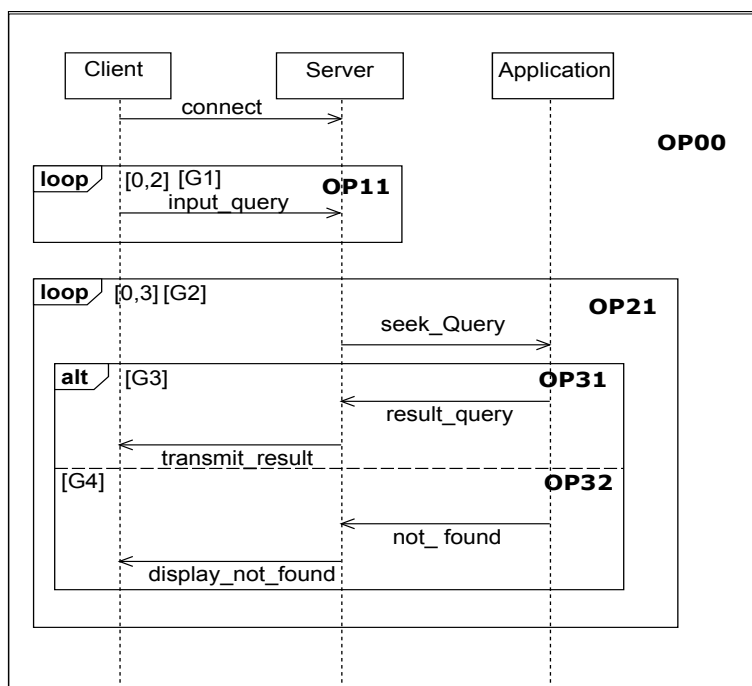 Client Server Application
connect
OP00
loop [0,2] [G1] OP11
input_query
loop [0,3] [G2] OP21
seek_Query
alt [G3] OP31
result_query
transmit_result
[G4] OP32
not_ found
display_not_found